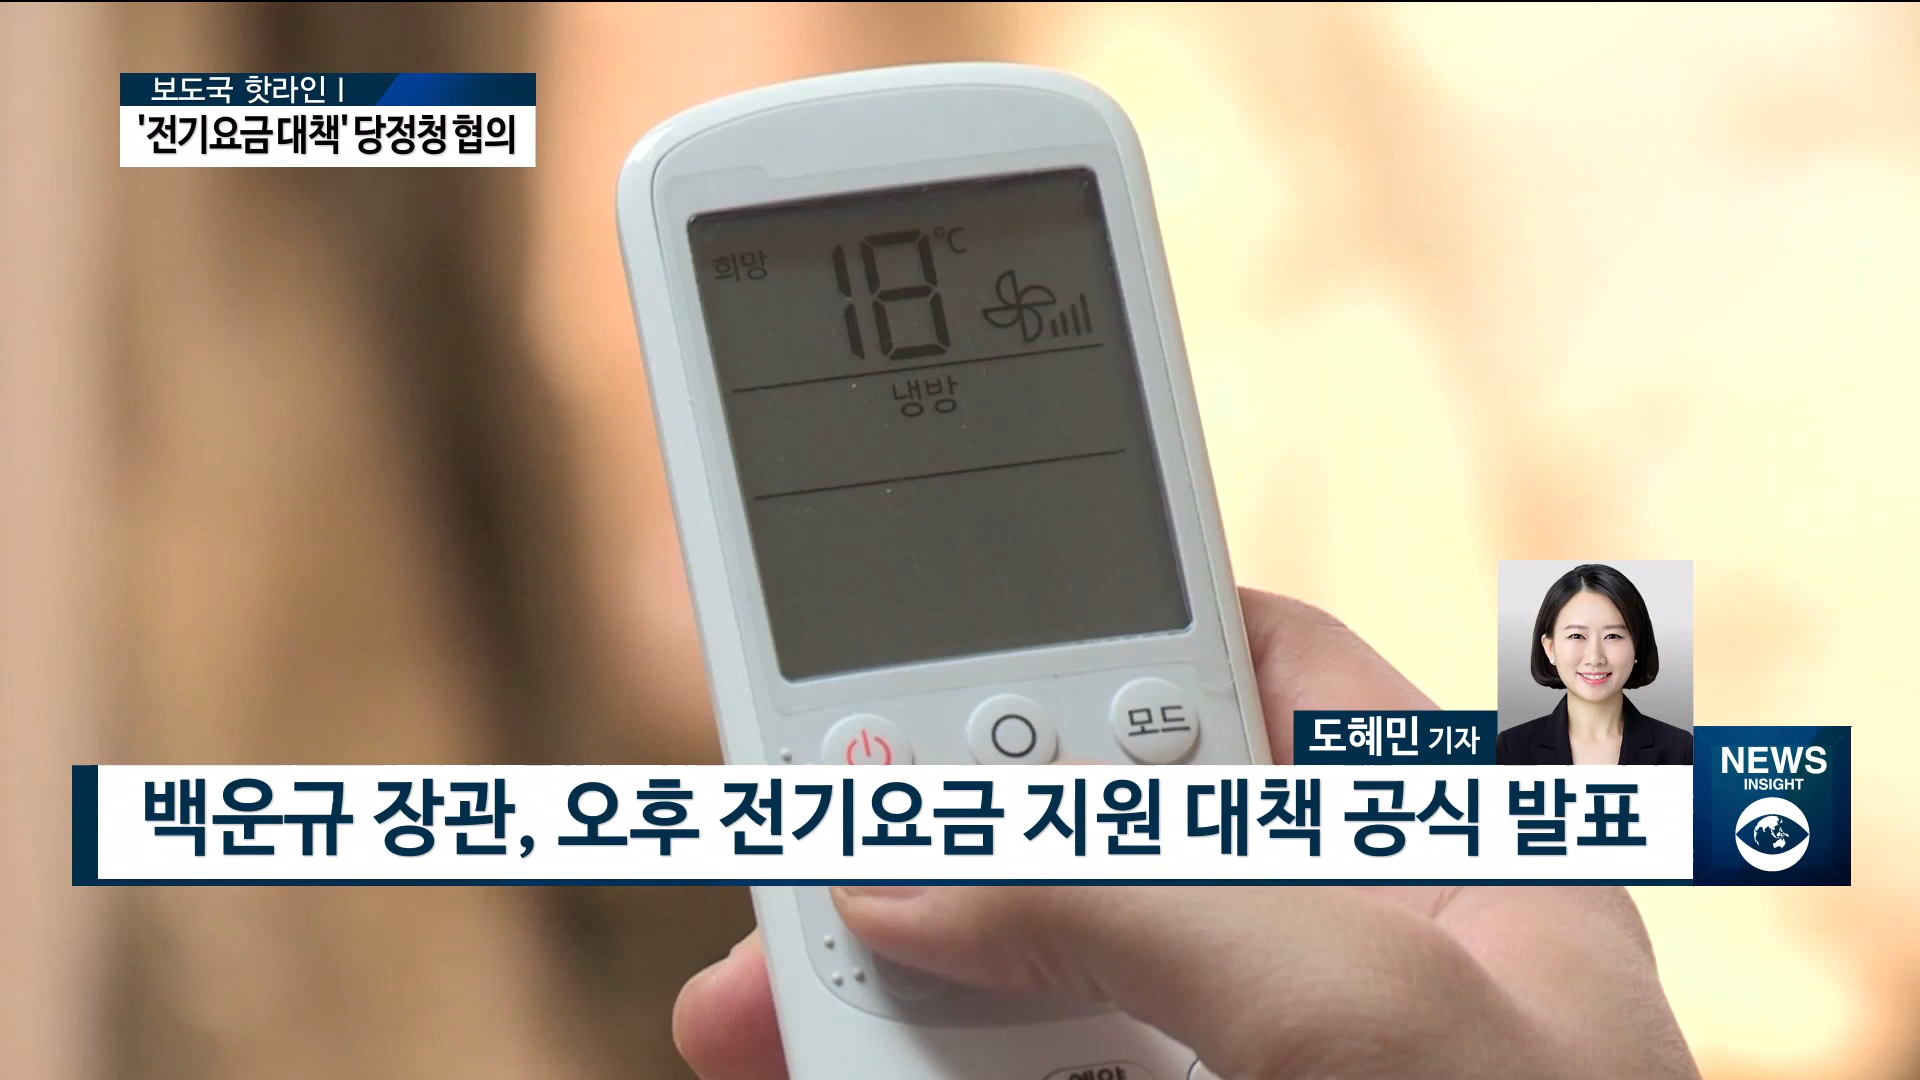 보도국 핫라인 |
'전기요금 대책' 당정청 협의
희망 18℃
냉방
모드
도혜민 기자
백운규 장관, 오후 전기요금 지원 대책 공식 발표
NEWS
INSIGHT
예약